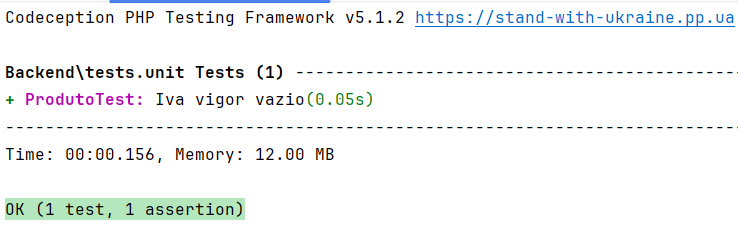 Codeception PHP Testing Framework v5.1.2 https://stand-with-ukraine.pp.ua
Backend\tests.unit Tests (1) ---------------------------------------------
+ ProdutoTest: Iva vigor vazio(0.05s)
--------------------------------------------------------------------------
Time: 00:00.156, Memory: 12.00 MB
OK (1 test, 1 assertion)